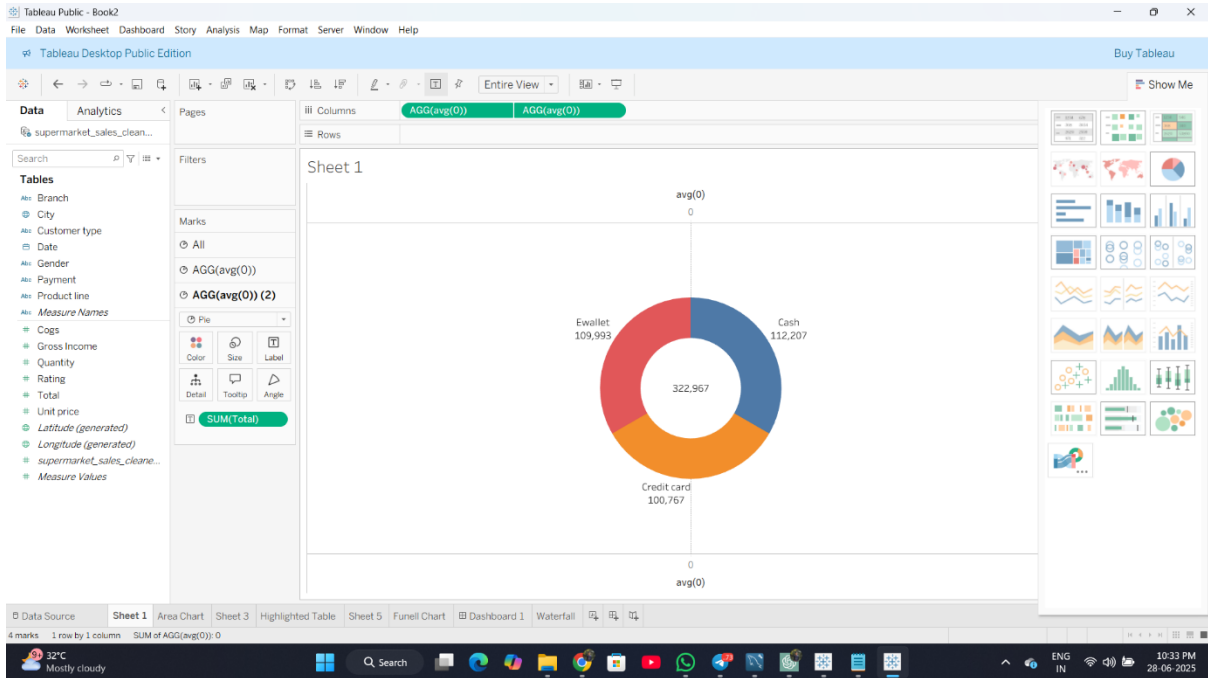 Tableau Public - Book2
File Data Worksheet Dashboard Story Analysis Map Format Server Window Help
Tableau Desktop Public Edition
Buy Tableau
Entire View
Show Me
Data
Analytics
supermarket_sales_clean...
Search
Tables
Abc Branch
City
Abc Customer type
Date
Abc Gender
Abc Payment
Abc Product line
Abc Measure Names
# Cogs
# Gross Income
# Quantity
# Rating
# Total
# Unit price
Latitude (generated)
Longitude (generated)
# supermarket_sales_cleane...
# Measure Values
Pages
Filters
Marks
All
AGG(avg(0))
AGG(avg(0)) (2)
Pie
Color Size Label
Detail Tooltip Angle
SUM(Total)
Columns
AGG(avg(0)) AGG(avg(0))
Rows
Sheet 1
avg(0)
0
Ewallet
109,993
Cash
112,207
322,967
Credit card
100,767
0
avg(0)
Data Source Sheet 1 Area Chart Sheet 3 Highlighted Table Sheet 5 Funell Chart Dashboard 1 Waterfall
4 marks 1 row by 1 column SUM of AGG(avg(0)): 0
9+
32°C
Mostly cloudy
Search
ENG
IN
10:33 PM
28-06-2025